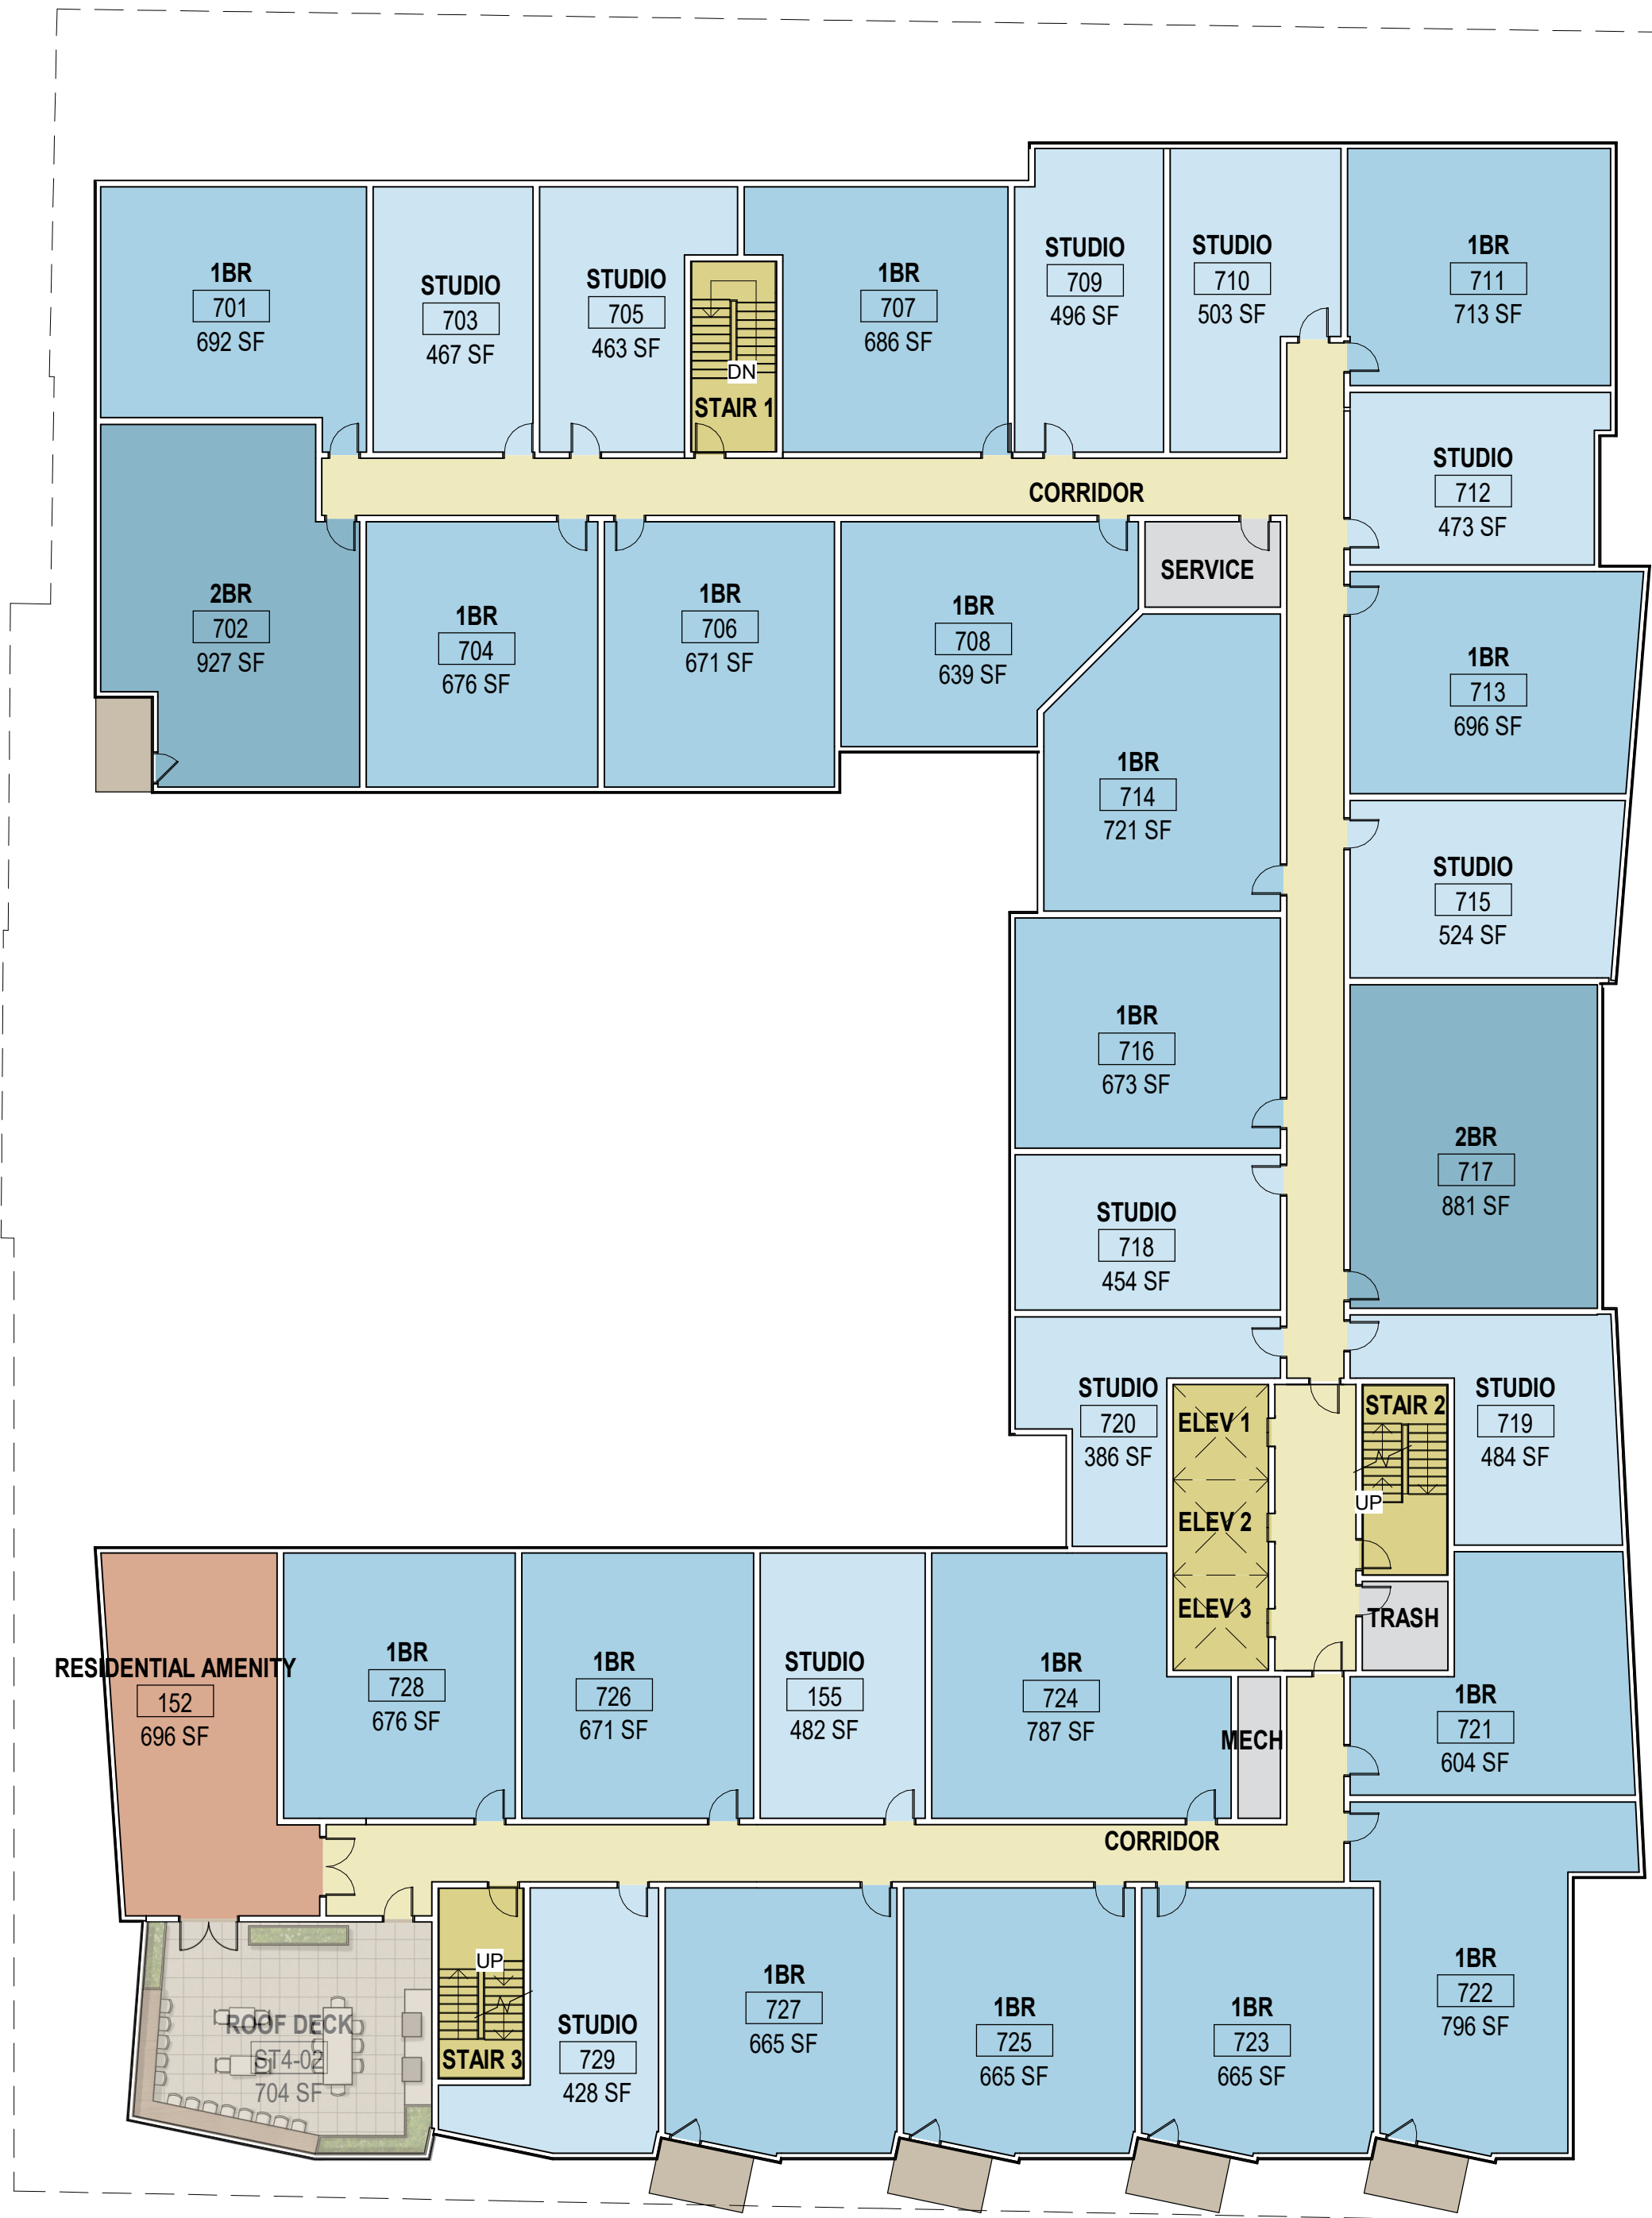 1BR
701
692 SF
STUDIO
703
467 SF
STUDIO
705
463 SF
DN
STAIR 1
1BR
707
686 SF
STUDIO
709
496 SF
STUDIO
710
503 SF
1BR
711
713 SF
CORRIDOR
STUDIO
712
473 SF
2BR
702
927 SF
1BR
704
676 SF
1BR
706
671 SF
1BR
708
639 SF
SERVICE
1BR
713
696 SF
1BR
714
721 SF
STUDIO
715
524 SF
1BR
716
673 SF
2BR
717
881 SF
STUDIO
718
454 SF
STUDIO
720
386 SF
ELEV 1
ELEV 2
ELEV 3
STAIR 2
UP
STUDIO
719
484 SF
TRASH
RESIDENTIAL AMENITY
152
696 SF
1BR
728
676 SF
1BR
726
671 SF
STUDIO
155
482 SF
1BR
724
787 SF
MECH
1BR
721
604 SF
CORRIDOR
ROOF DECK
ST4-02
704 SF
UP
STAIR 3
STUDIO
729
428 SF
1BR
727
665 SF
1BR
725
665 SF
1BR
723
665 SF
1BR
722
796 SF